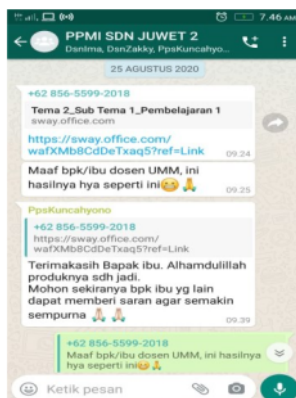 7.46 AM
PPMI SDN JUWET 2
DsnIma, DsnZakky, PpsKuncahyo...
25 AGUSTUS 2020
+62 856-5599-2018
Tema 2_Sub Tema 1_Pembelajaran 1
sway.office.com
https://sway.office.com/
wafXMb8CdDeTxaq5?ref=Link
09.24
Maaf bpk/ibu dosen UMM, ini
hasilnya hya seperti ini😁🙏
09.25
PpsKuncahyono
+62 856-5599-2018
https://sway.office.com/
wafXMb8CdDeTxaq5?ref=Link
Terimakasih Bapak ibu. Alhamdulillah
produknya sdh jadi.
Mohon sekiranya bpk ibu yg lain
dapat memberi saran agar semakin
sempurna 🙏 🙏
09.39
+62 856-5599-2018
Maaf bpk/ibu dosen UMM, ini hasilnya
hya seperti ini😁🙏
Ketik pesan